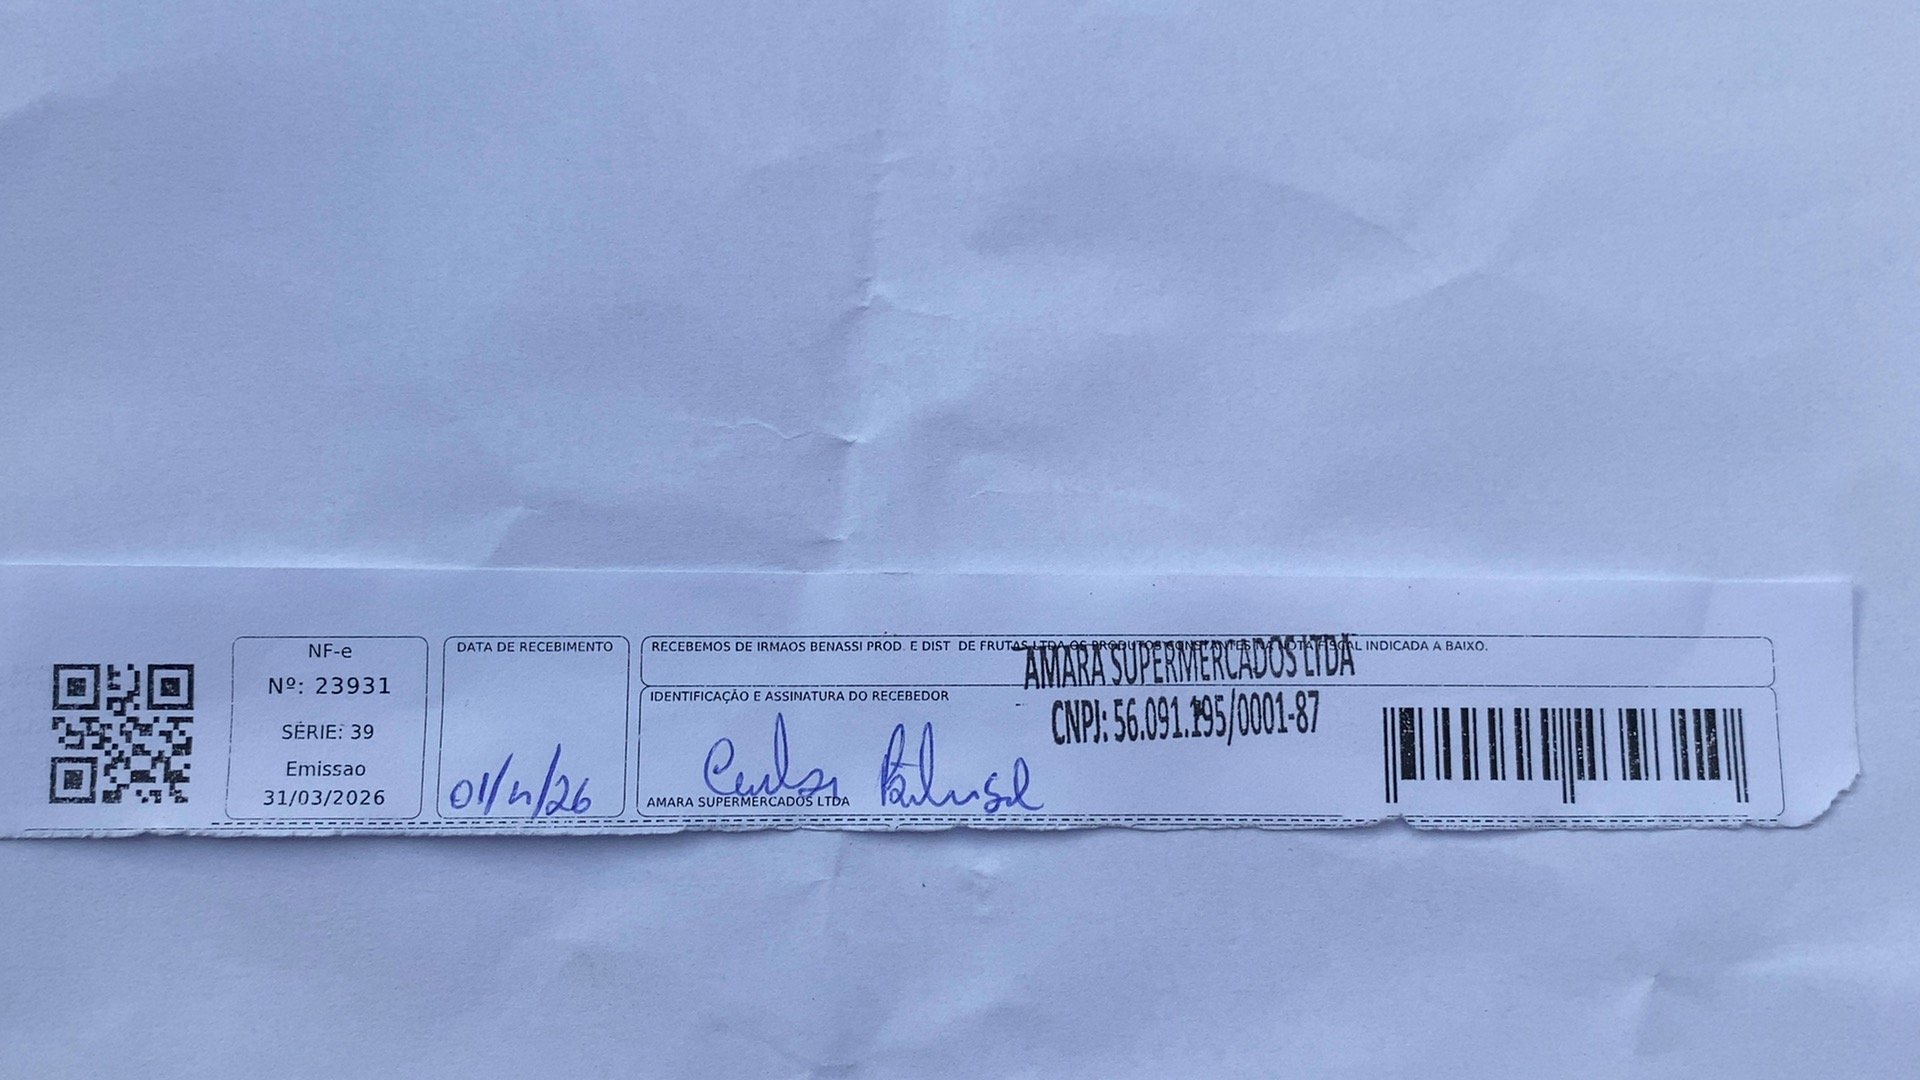 NF-e
Nº: 23931
SÉRIE: 39
Emissao
31/03/2026
DATA DE RECEBIMENTO
01/4/26
RECEBEMOS DE IRMAOS BENASSI PROD. E DIST DE FRUTAS LTDA OS PRODUTOS CONSTANTES NA NOTA FISCAL INDICADA A BAIXO.
IDENTIFICAÇÃO E ASSINATURA DO RECEBEDOR
AMARA SUPERMERCADOS LTDA
CNPJ: 56.091.195/0001-87
AMARA SUPERMERCADOS LTDA